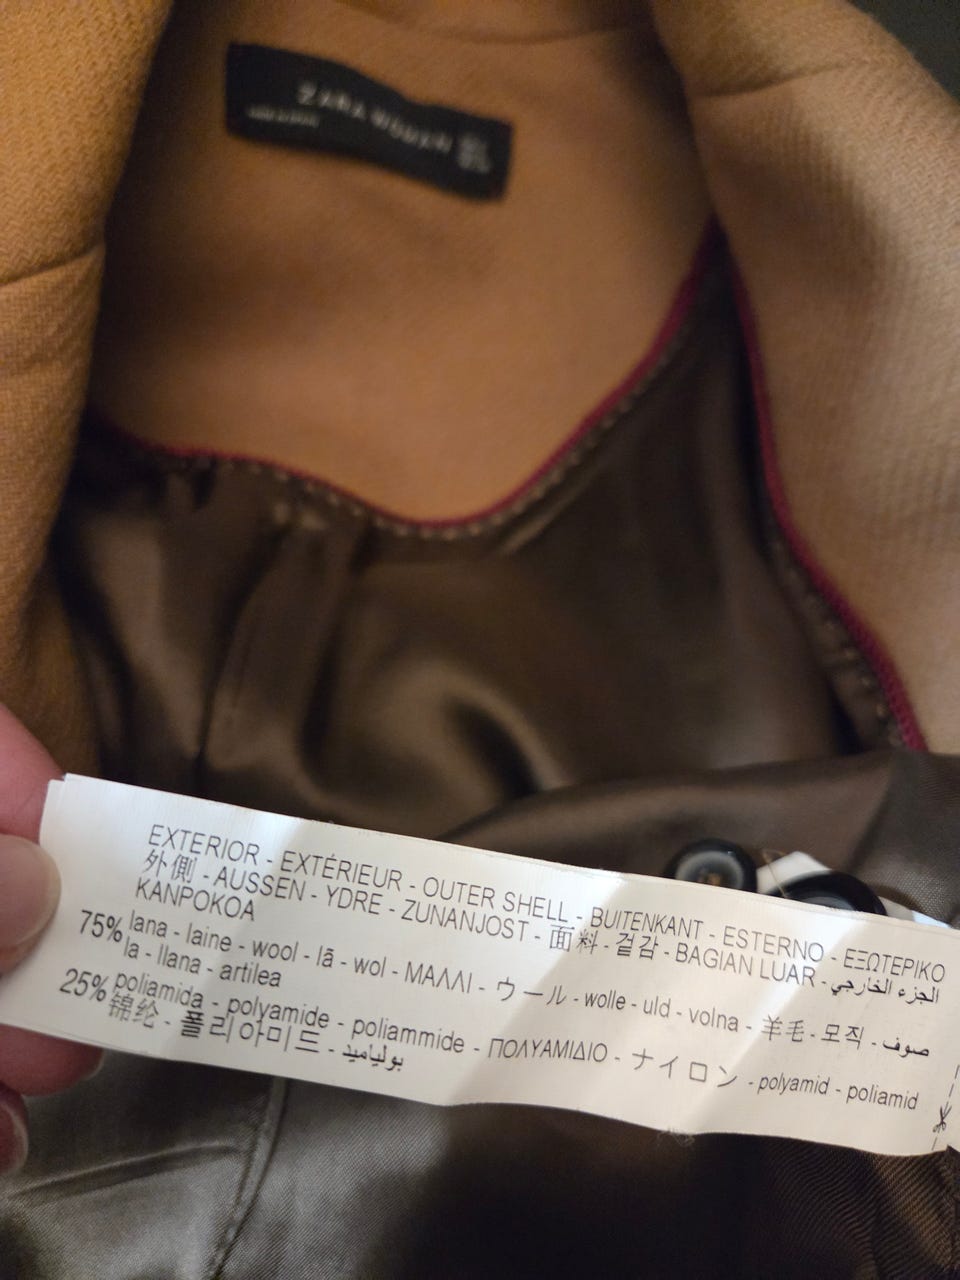 ZARA WOMAN
EXTERIOR - EXTÉRIEUR - OUTER SHELL - BUITENKANT - ESTERNO - ΕΞΩΤΕΡΙΚΟ
外側 - AUSSEN - YDRE - ZUNANJOST - 面料 - 겉감 - BAGIAN LUAR - الجزء الخارجي
KANPOKOA
75% lana - laine - wool - lã - wol - ΜΑΛΛΙ - ウール - wolle - uld - volna - 羊毛 - 모직 - صوف
la - llana - artilea
25% poliamida - polyamide - poliammide - ΠΟΛΥΑΜΙΔΙΟ - ナイロン - polyamid - poliamid
锦纶 - 폴리아미드 - بولياميد